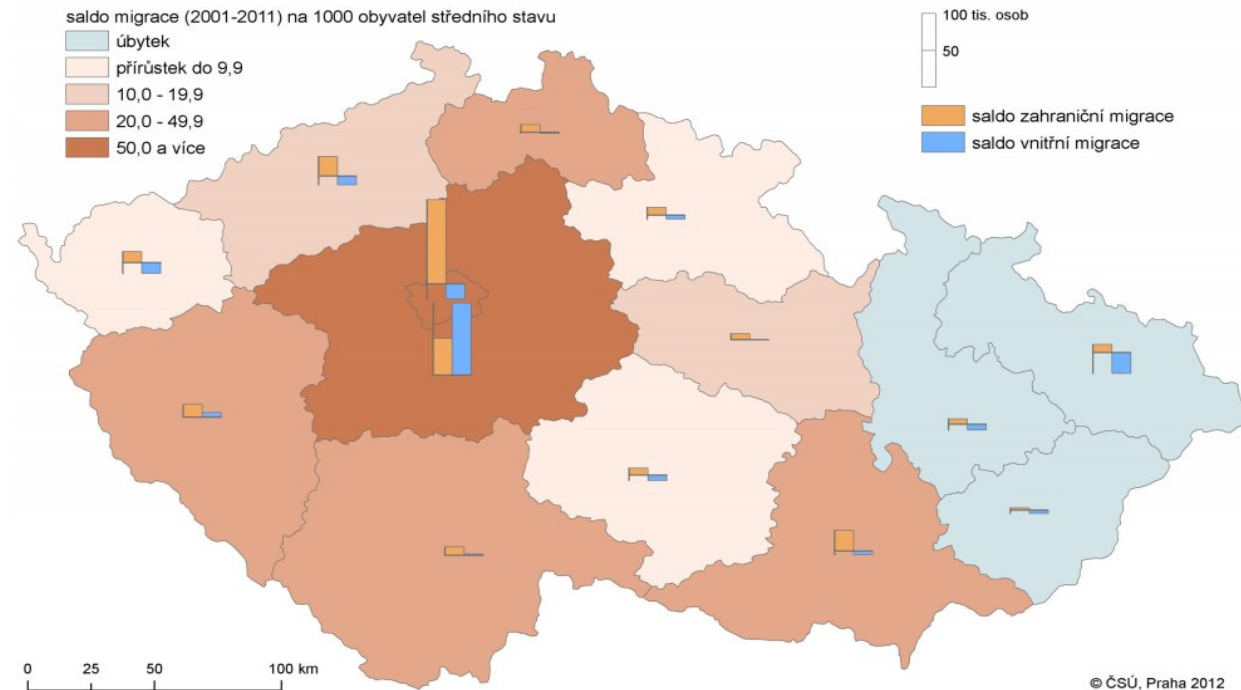 saldo migrace (2001-2011) na 1000 obyvatel středního stavu
úbytek
přírůstek do 9,9
10,0 - 19,9
20,0 - 49,9
50,0 a více
100 tis. osob
50
saldo zahraniční migrace
saldo vnitřní migrace
0 25 50 100 km
© ČSÚ, Praha 2012